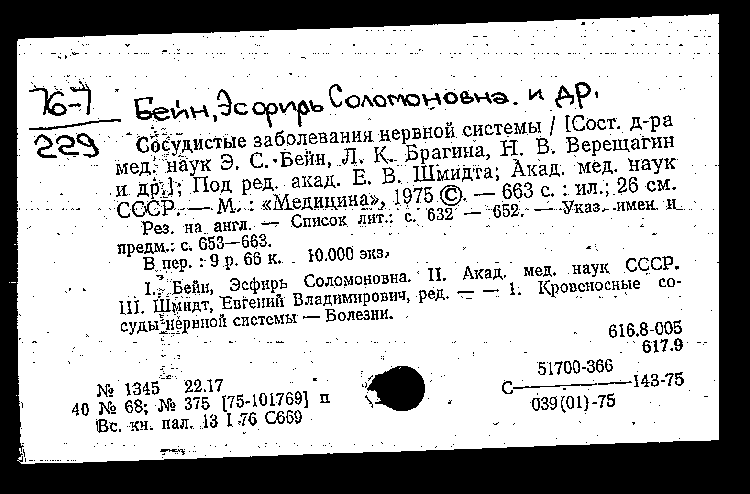 76-7
229
Бейн, Эсфирь Соломоновна. и др.
Сосудистые заболевания нервной системы / [Сост. д-ра
мед. наук Э. С. Бейн, Л. К. Брагина, Н. В. Верещагин
и др.]; Под ред. акад. Е. В. Шмидта; Акад. мед. наук
СССР. — М. : «Медицина», 1975 ©. — 663 с. : ил.; 26 см.
Рез. на англ. — Список лит.: с. 632 — 652. — Указ. имен. и
предм.: с. 653—663.
В пер. : 9 р. 66 к. 10.000 экз.
I. Бейн, Эсфирь Соломоновна. II. Акад. мед. наук СССР.
III. Шмидт, Евгений Владимирович, ред. — — 1. Кровеносные со-
суды нервной системы — Болезни.
616.8-005
617.9
51700-366
С———143-75
039(01)-75
№ 1345 22.17
40 № 68; № 375 [75-101769] п
Вс. кн. пал. 13 I 76 С669